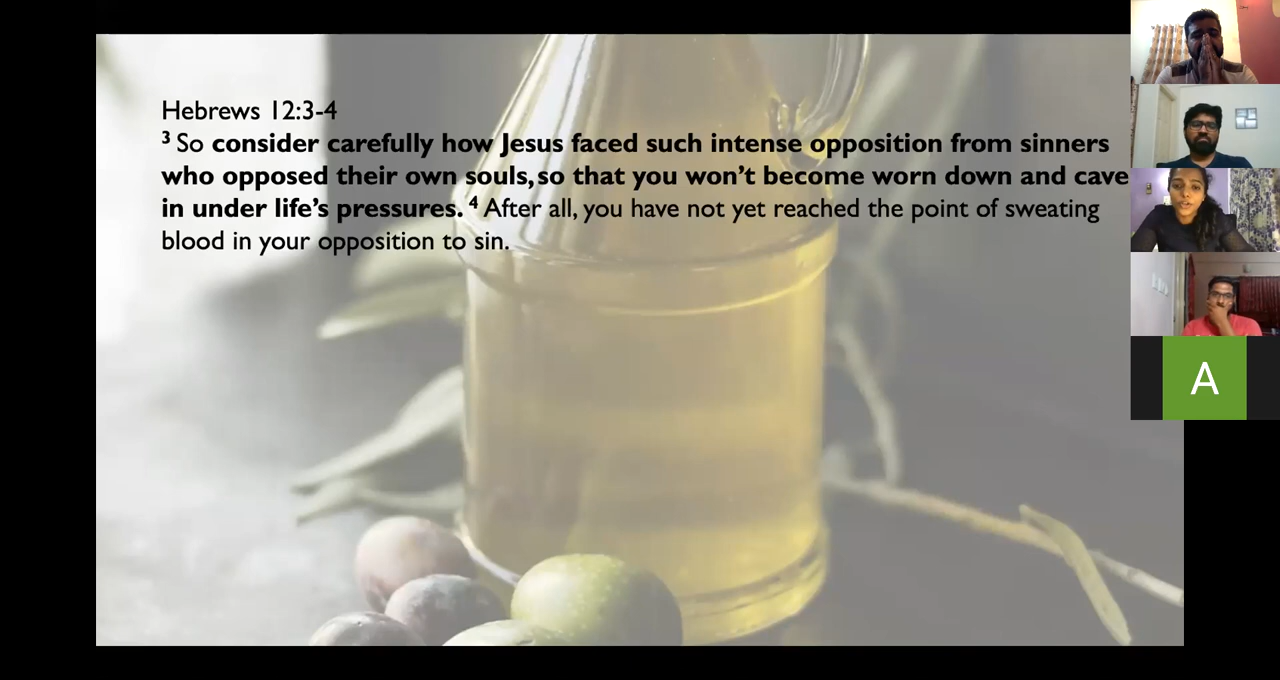 Hebrews 12:3-4
³ So consider carefully how Jesus faced such intense opposition from sinners
who opposed their own souls, so that you won’t become worn down and cave
in under life’s pressures. ⁴ After all, you have not yet reached the point of sweating
blood in your opposition to sin.
A